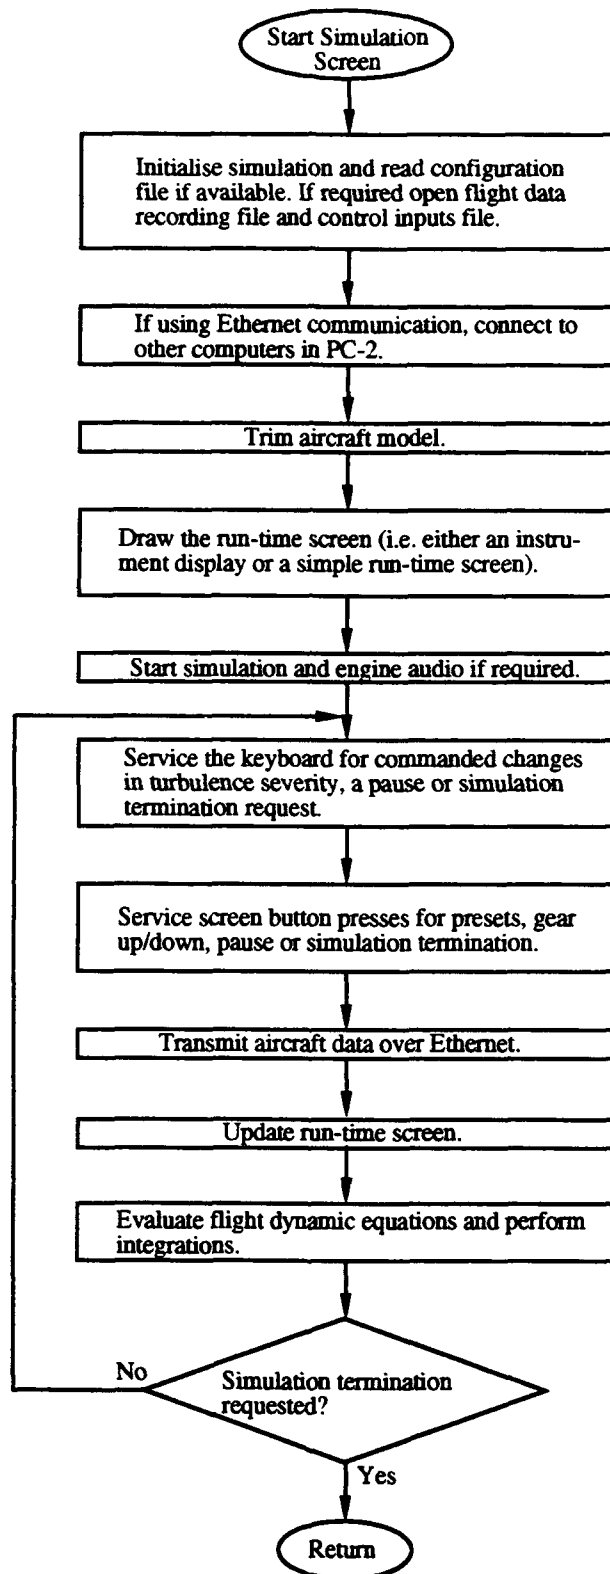 Start Simulation
Screen
Initialise simulation and read configuration
file if available. If required open flight data
recording file and control inputs file.
If using Ethernet communication, connect to
other computers in PC-2.
Trim aircraft model.
Draw the run-time screen (i.e. either an instru-
ment display or a simple run-time screen).
Start simulation and engine audio if required.
Service the keyboard for commanded changes
in turbulence severity, a pause or simulation
termination request.
Service screen button presses for presets, gear
up/down, pause or simulation termination.
Transmit aircraft data over Ethernet.
Update run-time screen.
Evaluate flight dynamic equations and perform
integrations.
No
Simulation termination
requested?
Yes
Return